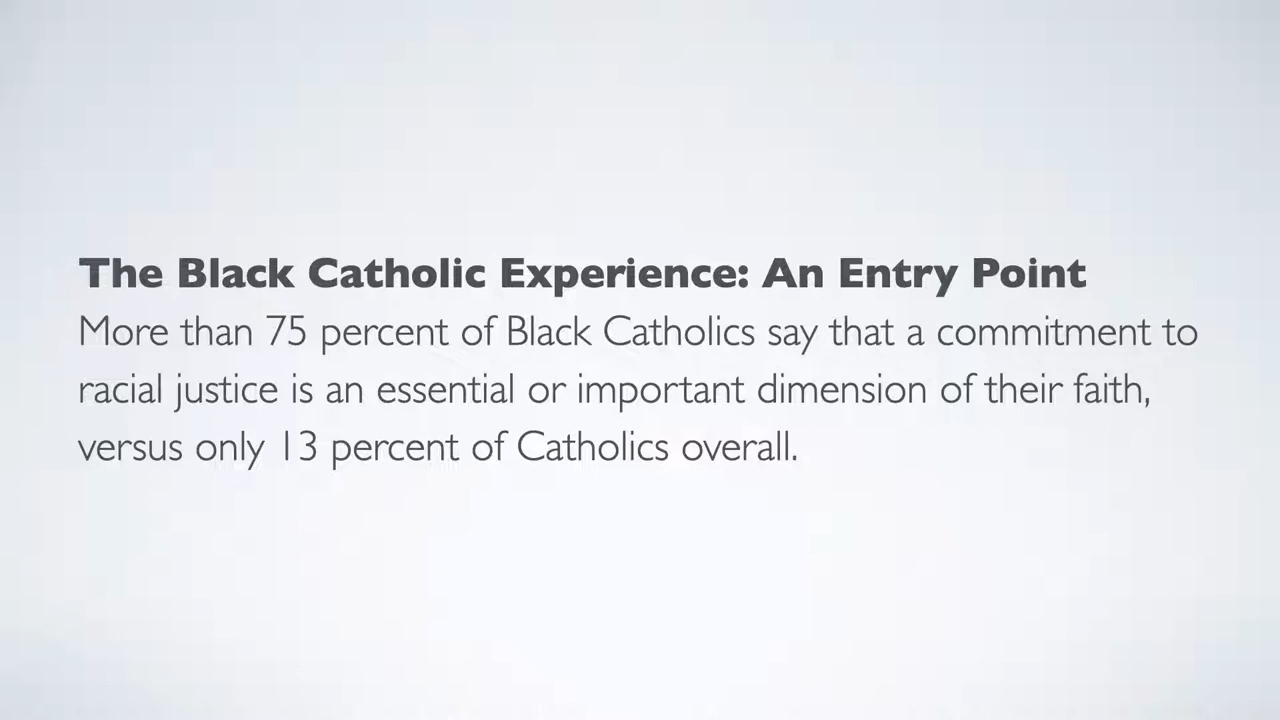 The Black Catholic Experience: An Entry Point
More than 75 percent of Black Catholics say that a commitment to
racial justice is an essential or important dimension of their faith,
versus only 13 percent of Catholics overall.